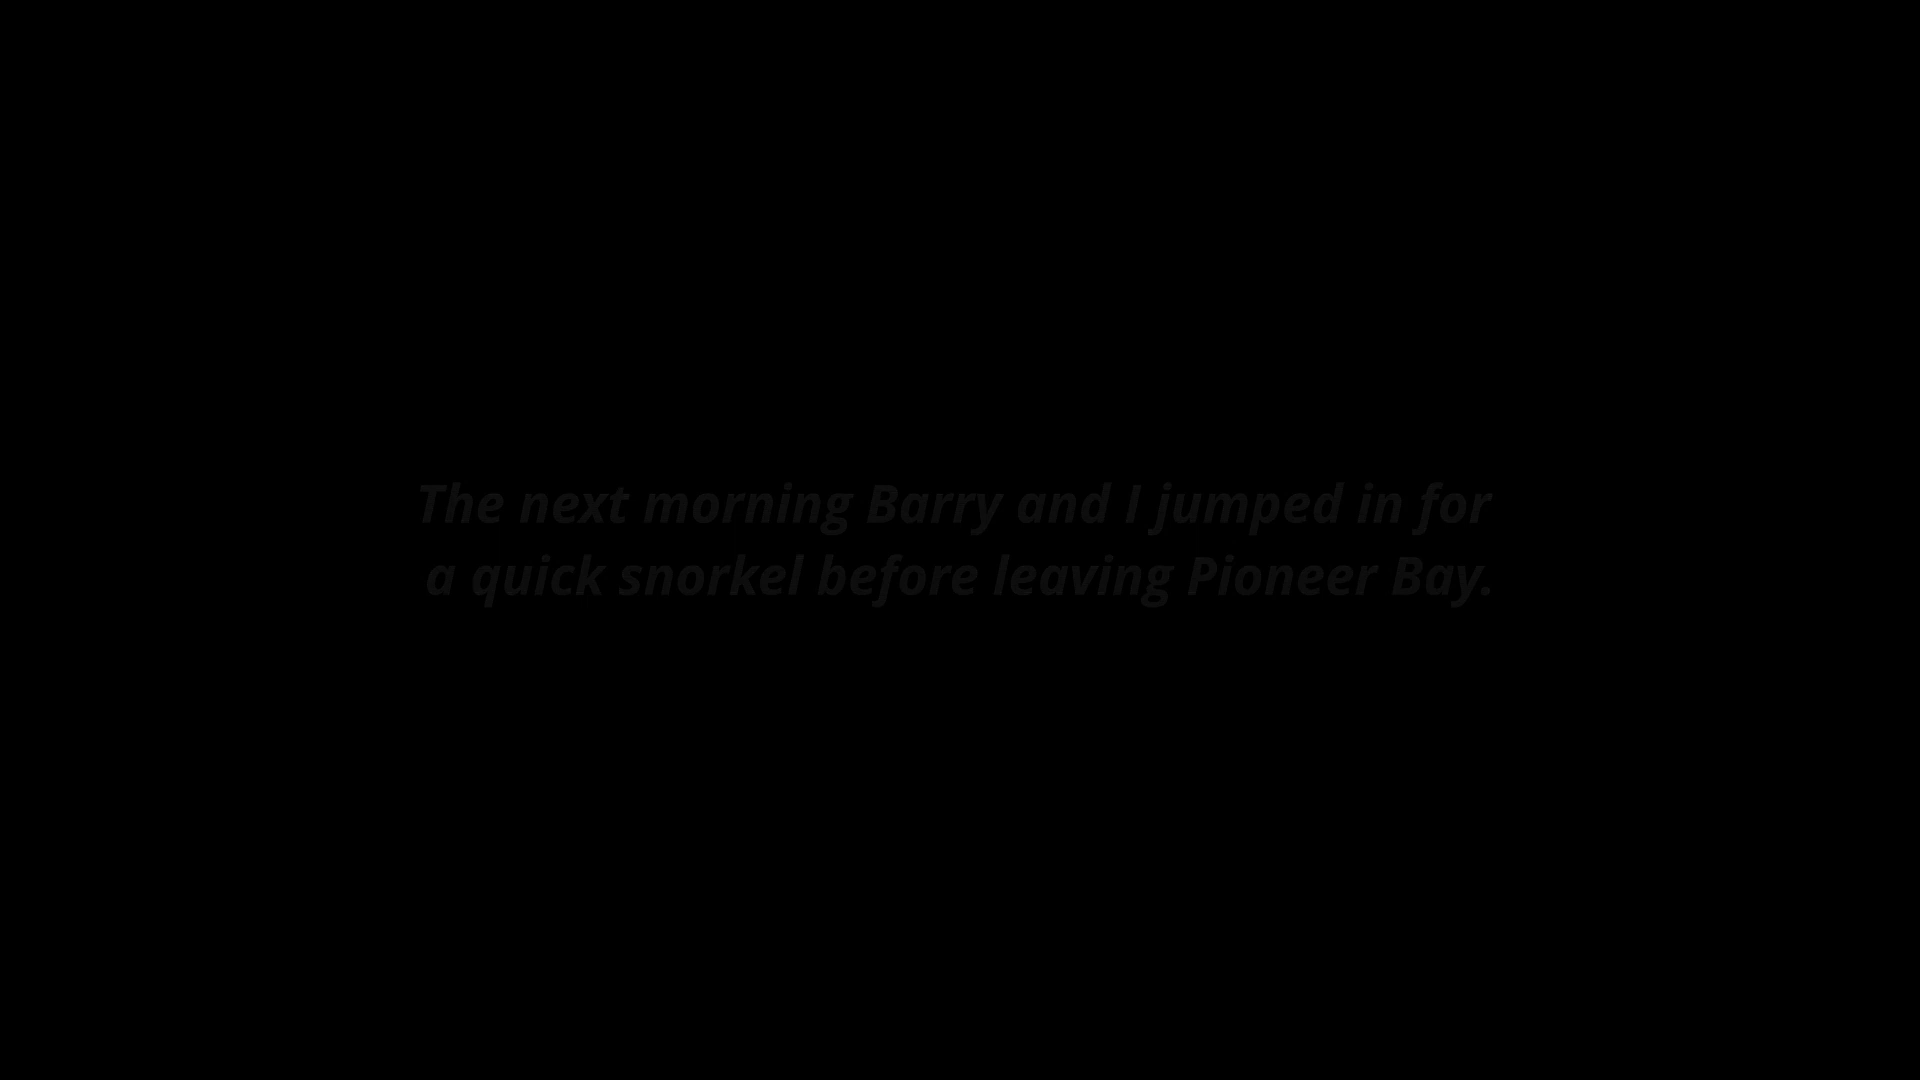 The next morning Barry and I jumped in for
a quick snorkel before leaving Pioneer Bay.